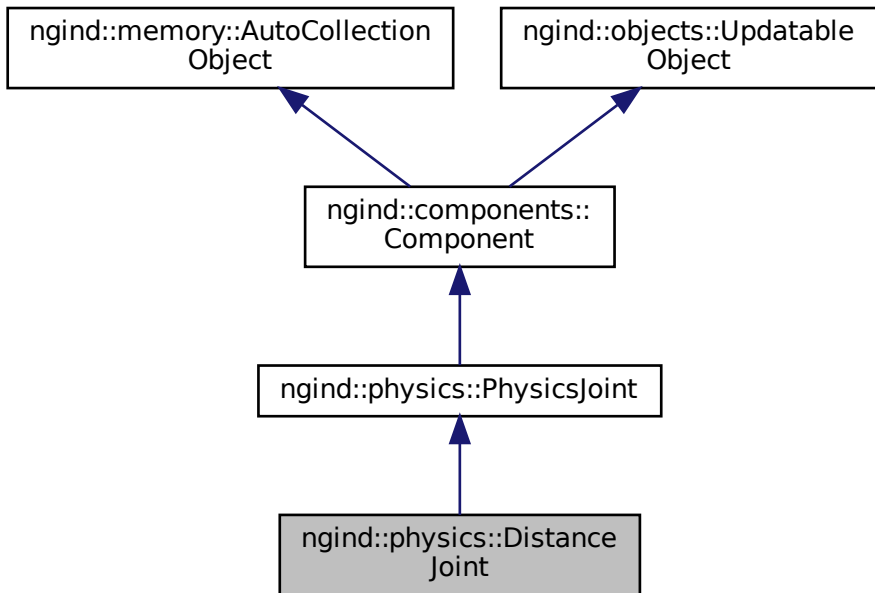 ngind::memory::AutoCollection
Object
ngind::objects::Updatable
Object
ngind::components::
Component
ngind::physics::PhysicsJoint
ngind::physics::Distance
Joint